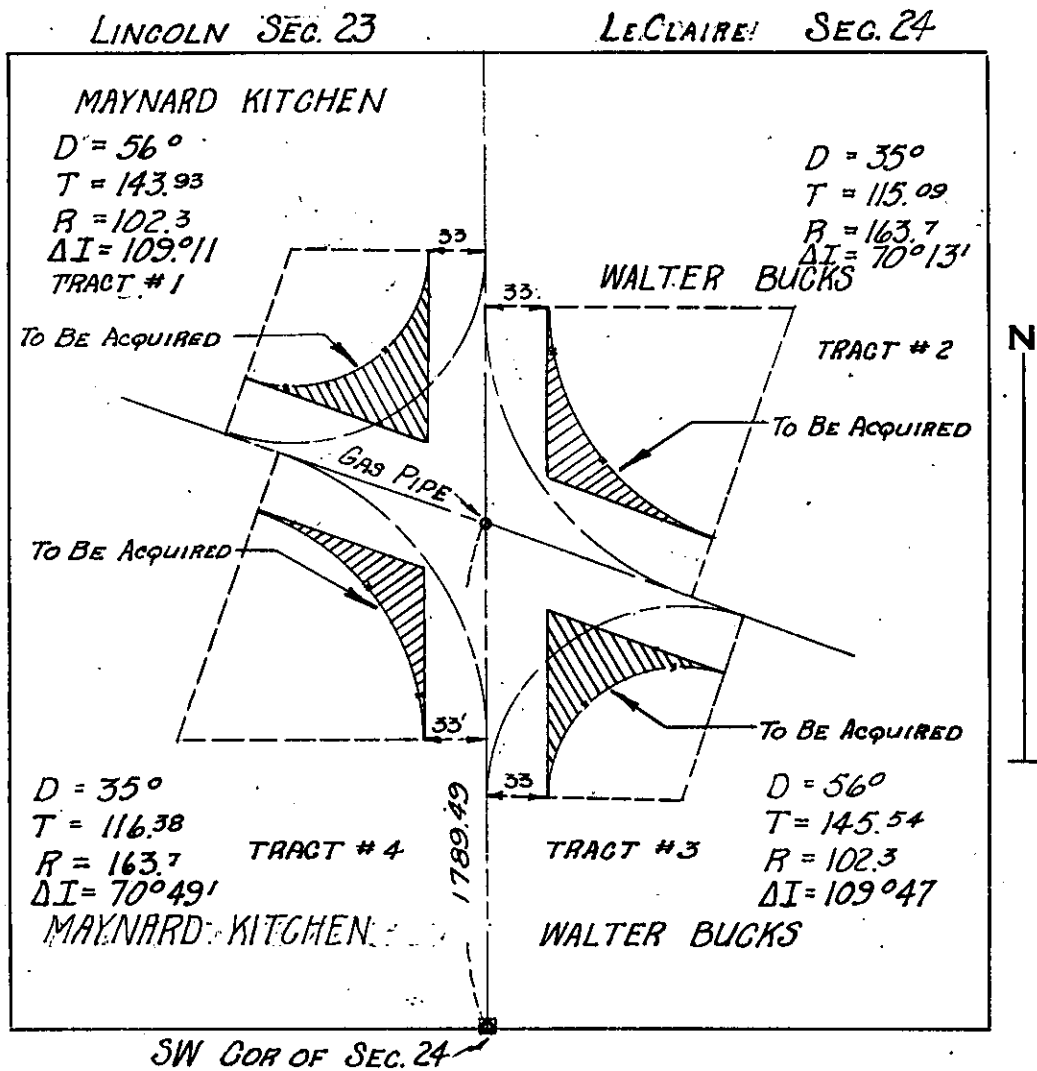 LINCOLN SEC. 23
LECLAIRE SEC. 24
MAYNARD KITCHEN
D = 56°
T = 143.93
R = 102.3
ΔI = 109°11
TRACT #1
D = 35°
T = 115.09
R = 163.7
ΔI = 70°13'
WALTER BUCKS
TRACT #2
33
33
N
TO BE ACQUIRED
TO BE ACQUIRED
GAS PIPE
TO BE ACQUIRED
TO BE ACQUIRED
33'
33
D = 35°
T = 116.38
R = 163.7
ΔI = 70°49'
TRACT #4
MAYNARD KITCHEN
1789.49
TRACT #3
D = 56°
T = 145.54
R = 102.3
ΔI = 109°47
WALTER BUCKS
SW COR OF SEC. 24